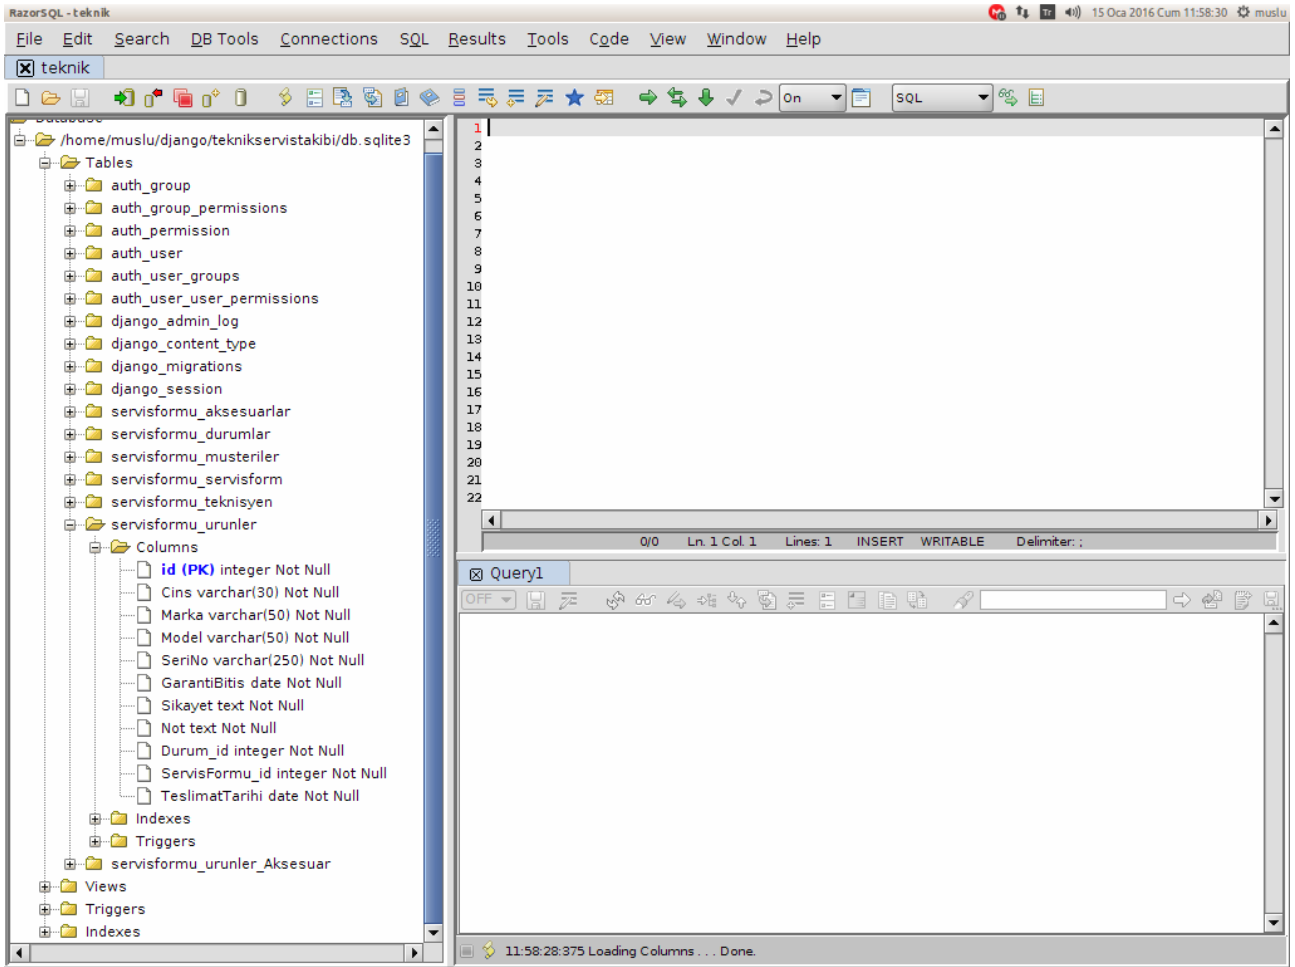 RazorSQL - teknik
Tr 15 Oca 2016 Cum 11:58:30 muslu
File Edit Search DB Tools Connections SQL Results Tools Code View Window Help
teknik
On SQL
Database
/home/muslu/django/teknikservistakibi/db.sqlite3
Tables
auth_group
auth_group_permissions
auth_permission
auth_user
auth_user_groups
auth_user_user_permissions
django_admin_log
django_content_type
django_migrations
django_session
servisformu_aksesuarlar
servisformu_durumlar
servisformu_musteriler
servisformu_servisform
servisformu_teknisyen
servisformu_urunler
Columns
id (PK) integer Not Null
Cins varchar(30) Not Null
Marka varchar(50) Not Null
Model varchar(50) Not Null
SeriNo varchar(250) Not Null
GarantiBitis date Not Null
Sikayet text Not Null
Not text Not Null
Durum_id integer Not Null
ServisFormu_id integer Not Null
TeslimatTarihi date Not Null
Indexes
Triggers
servisformu_urunler_Aksesuar
Views
Triggers
Indexes
1
2
3
4
5
6
7
8
9
10
11
12
13
14
15
16
17
18
19
20
21
22
0/0 Ln. 1 Col. 1 Lines: 1 INSERT WRITABLE Delimiter: ;
Query1
OFF
11:58:28:375 Loading Columns . . . Done.